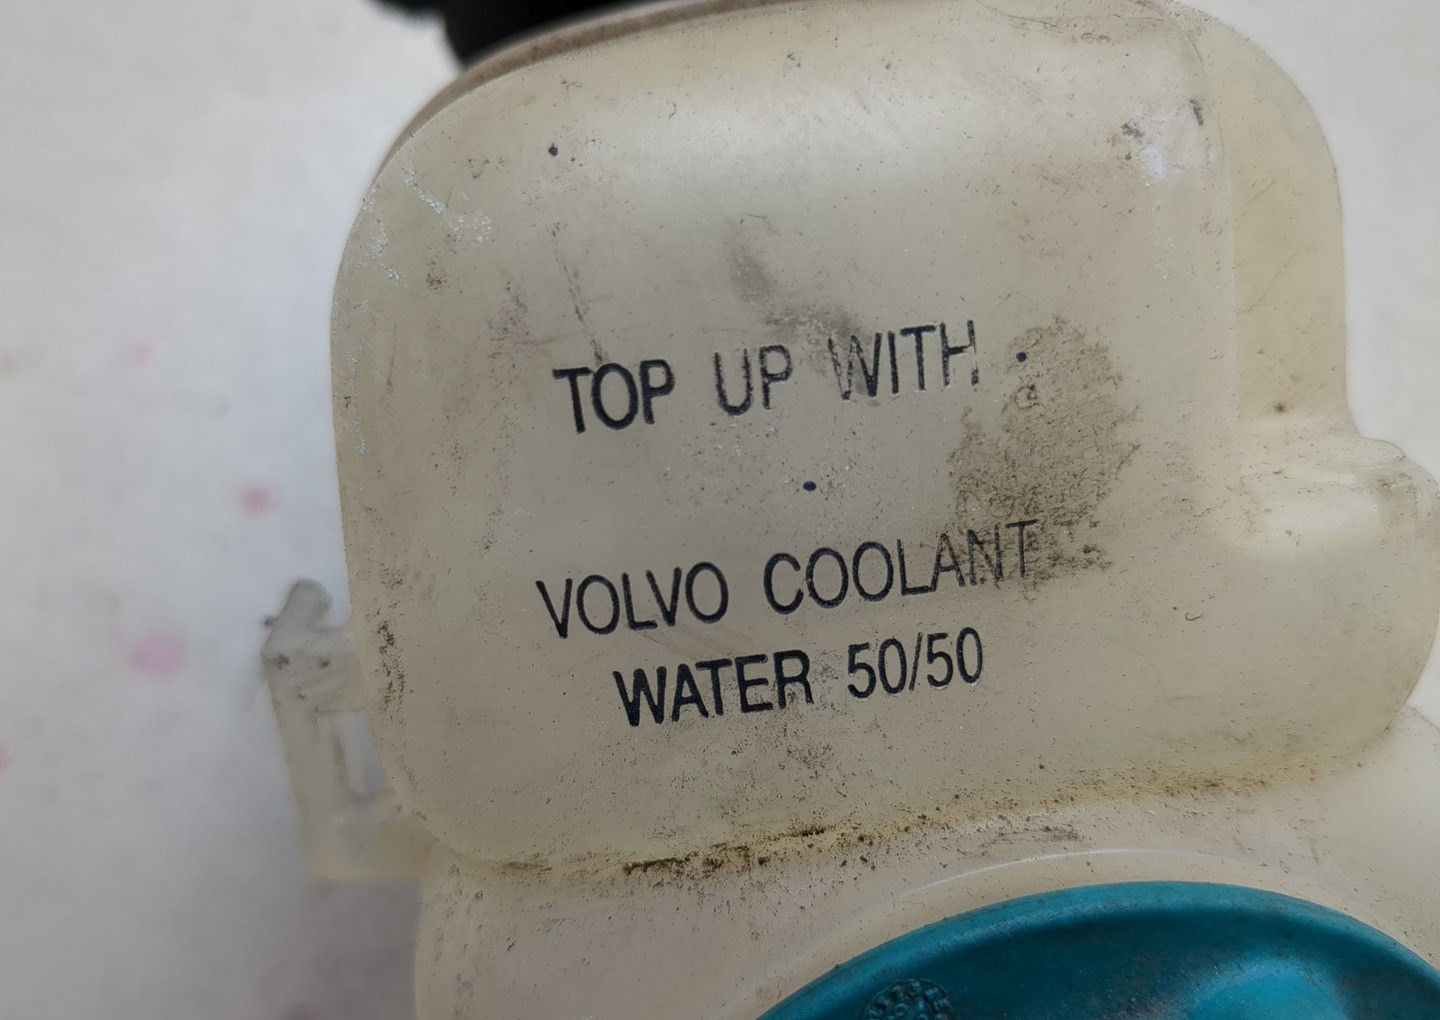 TOP UP WITH
VOLVO COOLANT
WATER 50/50